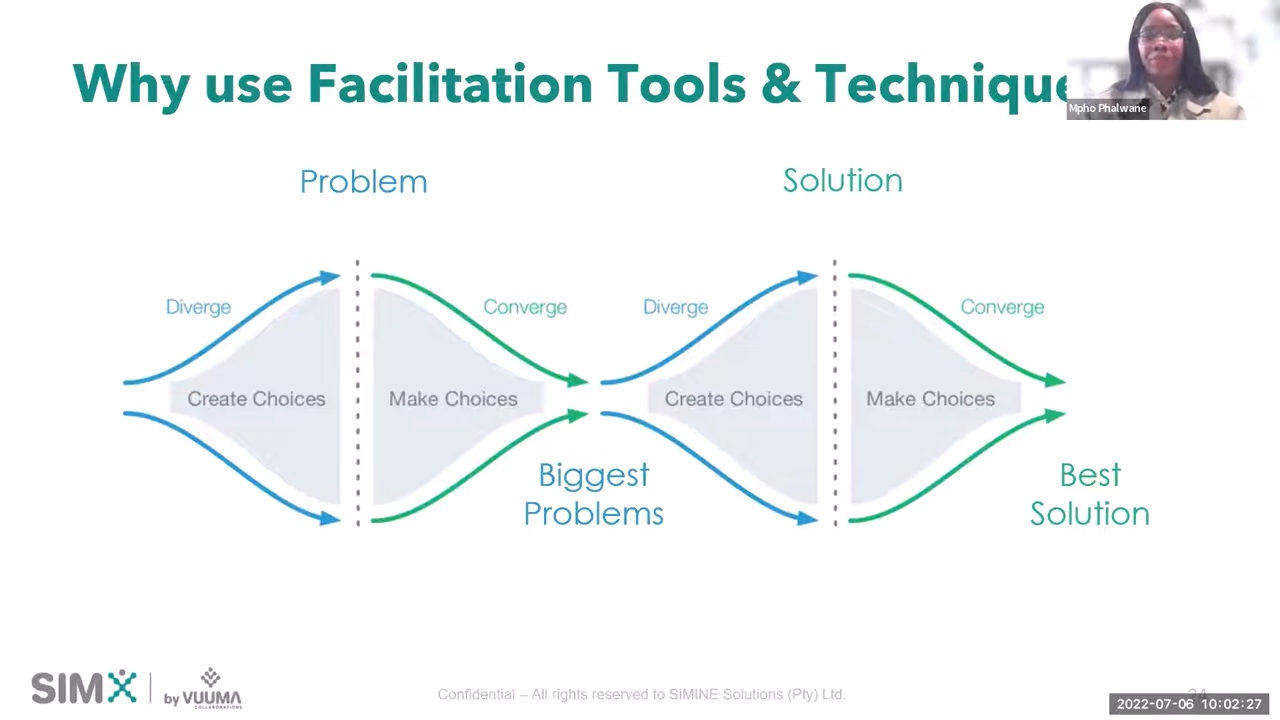 Why use Facilitation Tools & Technique
Mpho Phalwane
Problem
Solution
Diverge
Converge
Diverge
Converge
Create Choices
Make Choices
Create Choices
Make Choices
Biggest
Problems
Best
Solution
SIMX
by VUUMA
COLLABORATIONS
Confidential – All rights reserved to SiMINE Solutions (Pty) Ltd.
2022-07-06 10:02:27